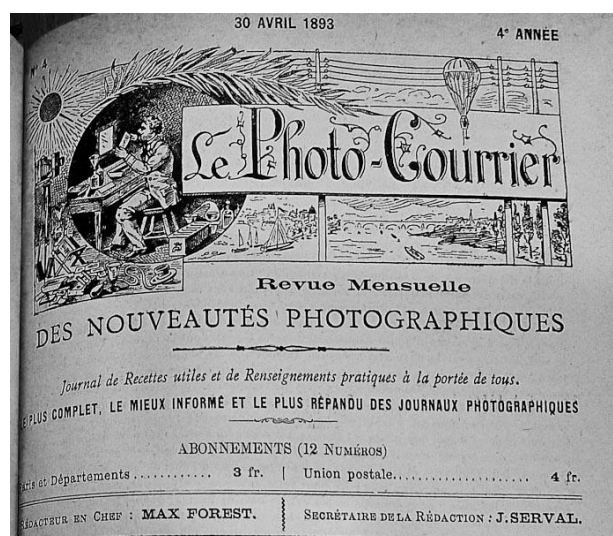 30 AVRIL 1893
4e ANNÉE
N° 4
Le Photo-Courrier
Revue Mensuelle
DES NOUVEAUTÉS PHOTOGRAPHIQUES
Journal de Recettes utiles et de Renseignements pratiques à la portée de tous.
LE PLUS COMPLET, LE MIEUX INFORMÉ ET LE PLUS RÉPANDU DES JOURNAUX PHOTOGRAPHIQUES
ABONNEMENTS (12 NUMÉROS)
Paris et Départements ............ 3 fr. | Union postale..................... 4 fr.
RÉDACTEUR EN CHEF : MAX FOREST. SECRÉTAIRE DE LA RÉDACTION : J. SERVAL.